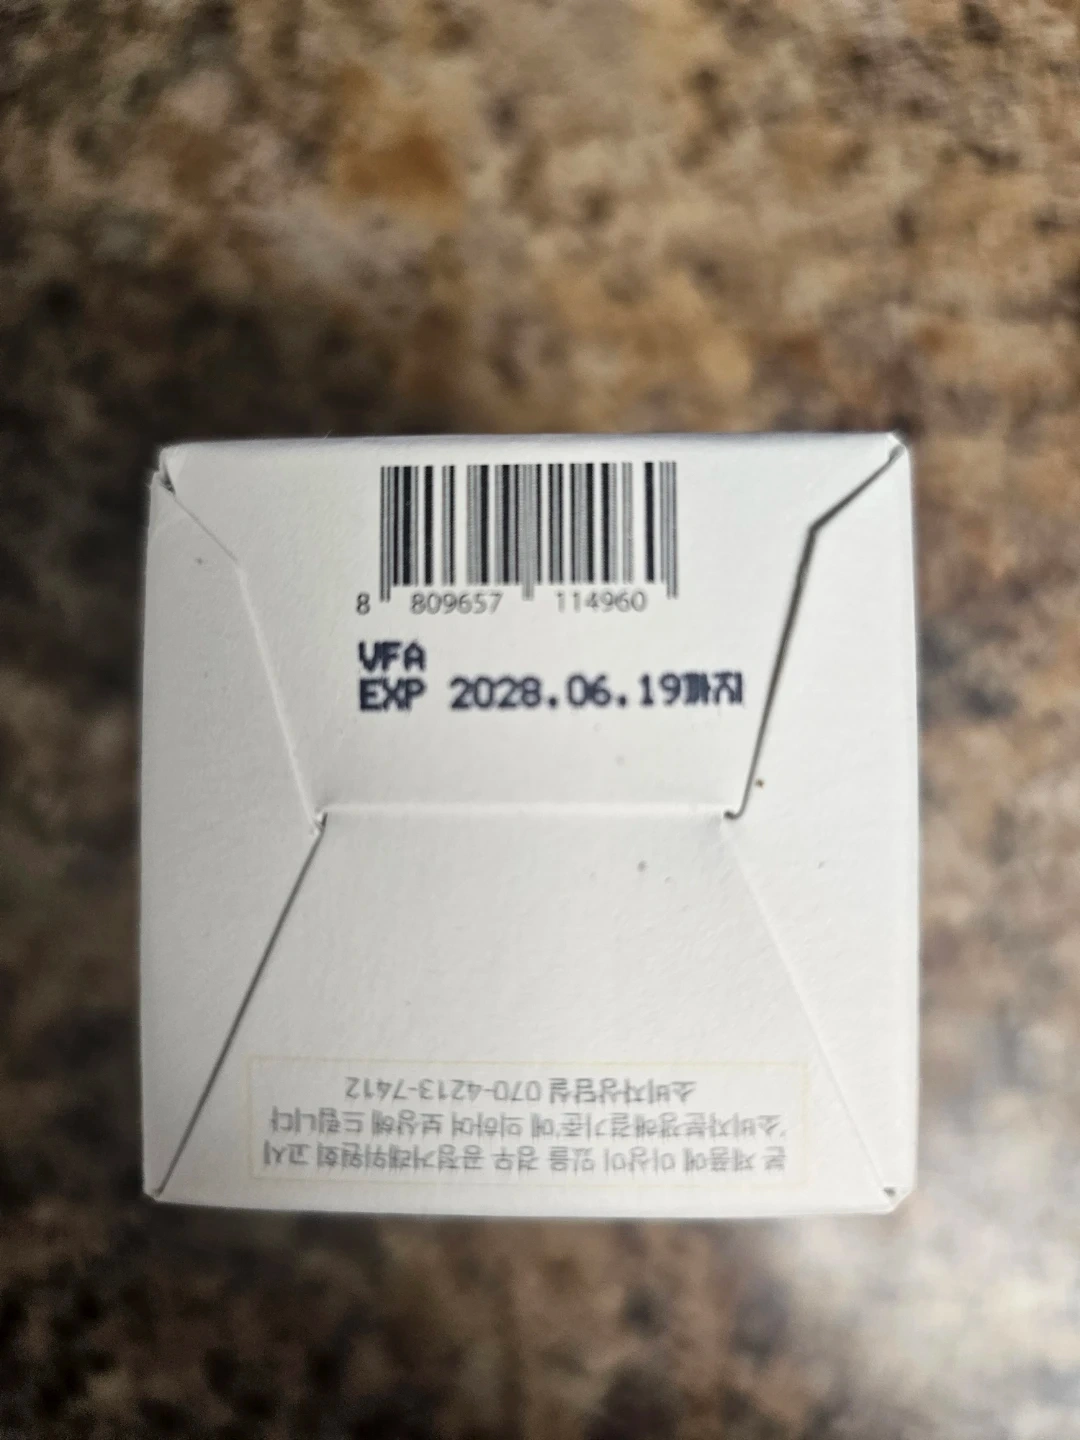 8 809657 114960
VFA
EXP 2028.06.19까지
본 제품에 이상이 있을 경우 공정거래위원회 고시
'소비자분쟁해결기준'에 의하여 보상해 드립니다
소비자상담실 070-4213-7412